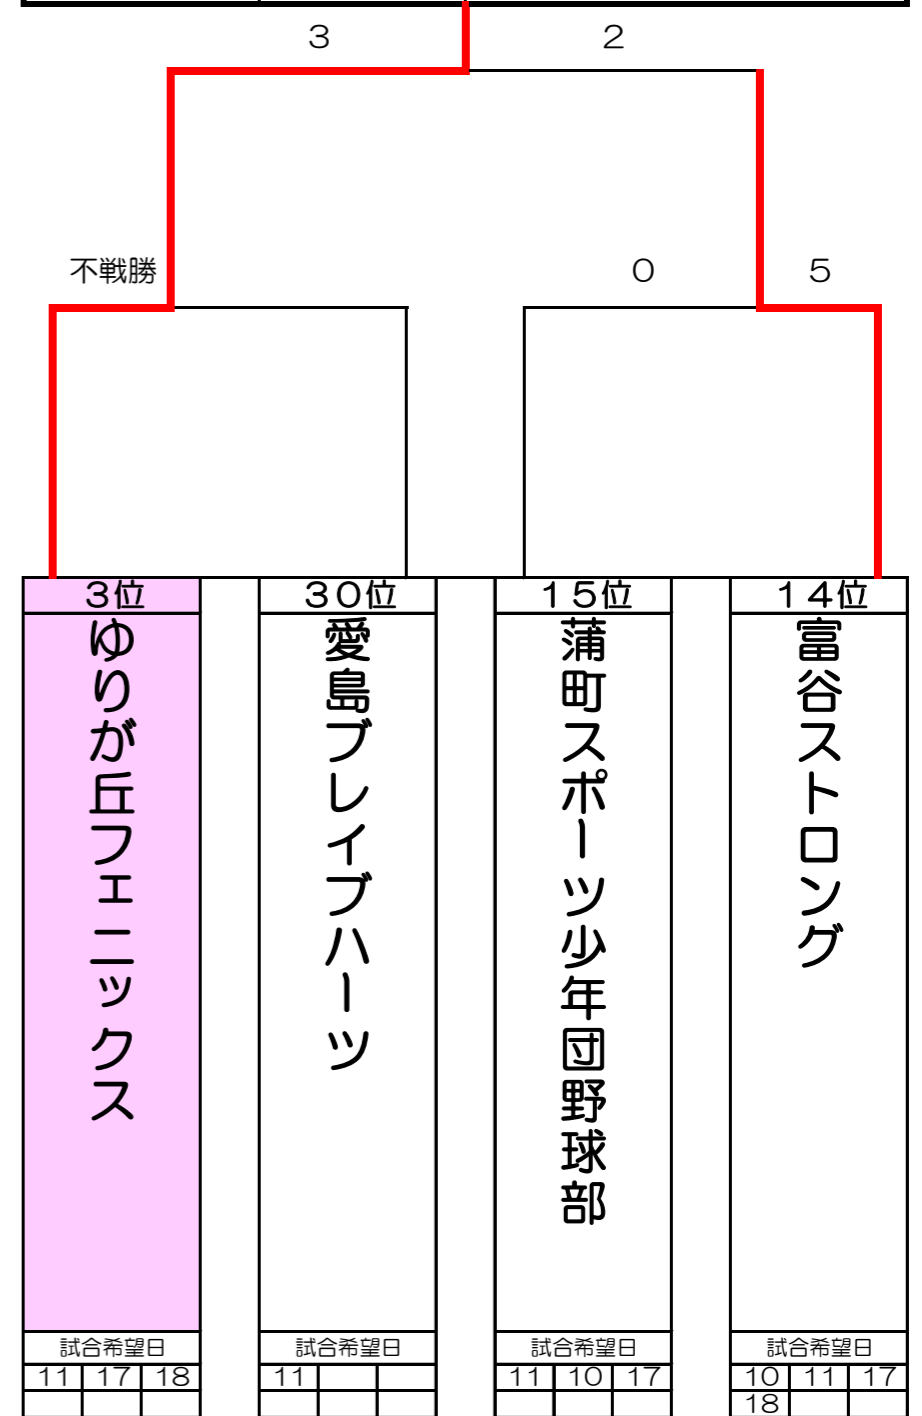 ３ ２
不戦勝 ０ ５
３位 ３０位 １５位 １４位
ゆりが丘フェニックス
愛島ブレイブハーツ
蒲町スポーツ少年団野球部
富谷ストロング
試合希望日 試合希望日 試合希望日 試合希望日
11 17 18 11 11 10 17 10 11 17
18